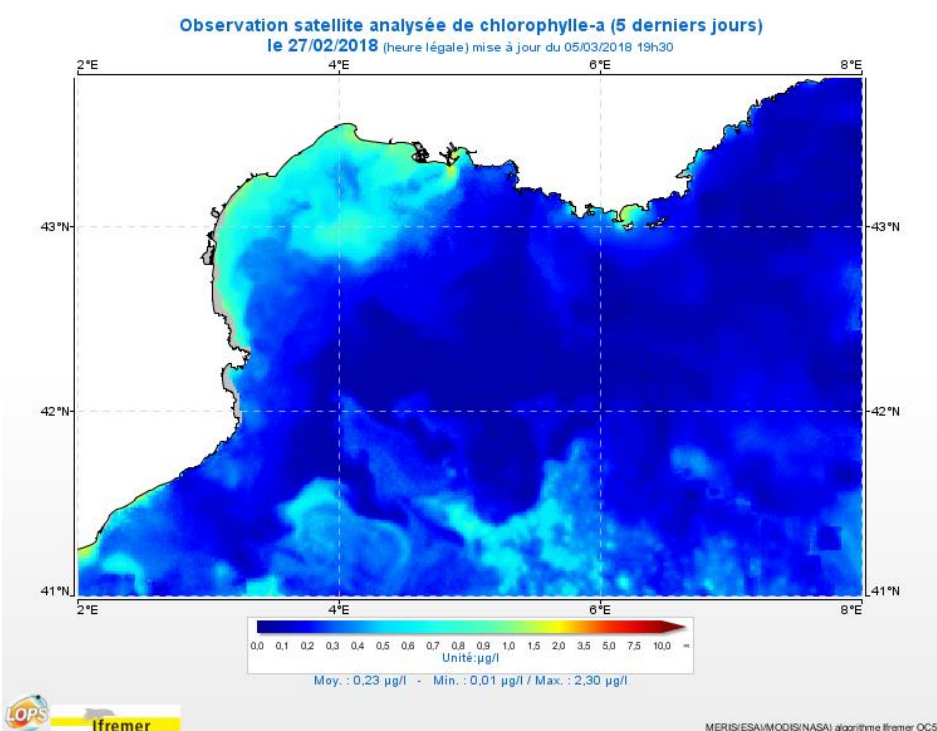 Observation satellite analysée de chlorophylle-a (5 derniers jours)
le 27/02/2018 (heure légale) mise à jour du 05/03/2018 19h30
2°E 4°E 6°E 8°E
43°N 43°N
42°N 42°N
41°N 41°N
2°E 4°E 6°E 8°E
0,0 0,1 0,2 0,3 0,4 0,5 0,6 0,7 0,8 0,9 1,0 1,5 2,0 3,5 5,0 7,5 10,0 ∞
Unité:µg/l
Moy. : 0,23 µg/l - Min. : 0,01 µg/l / Max. : 2,30 µg/l
LOPS
Ifremer
MERIS(ESA)/MODIS(NASA) algorithme Ifremer OC5